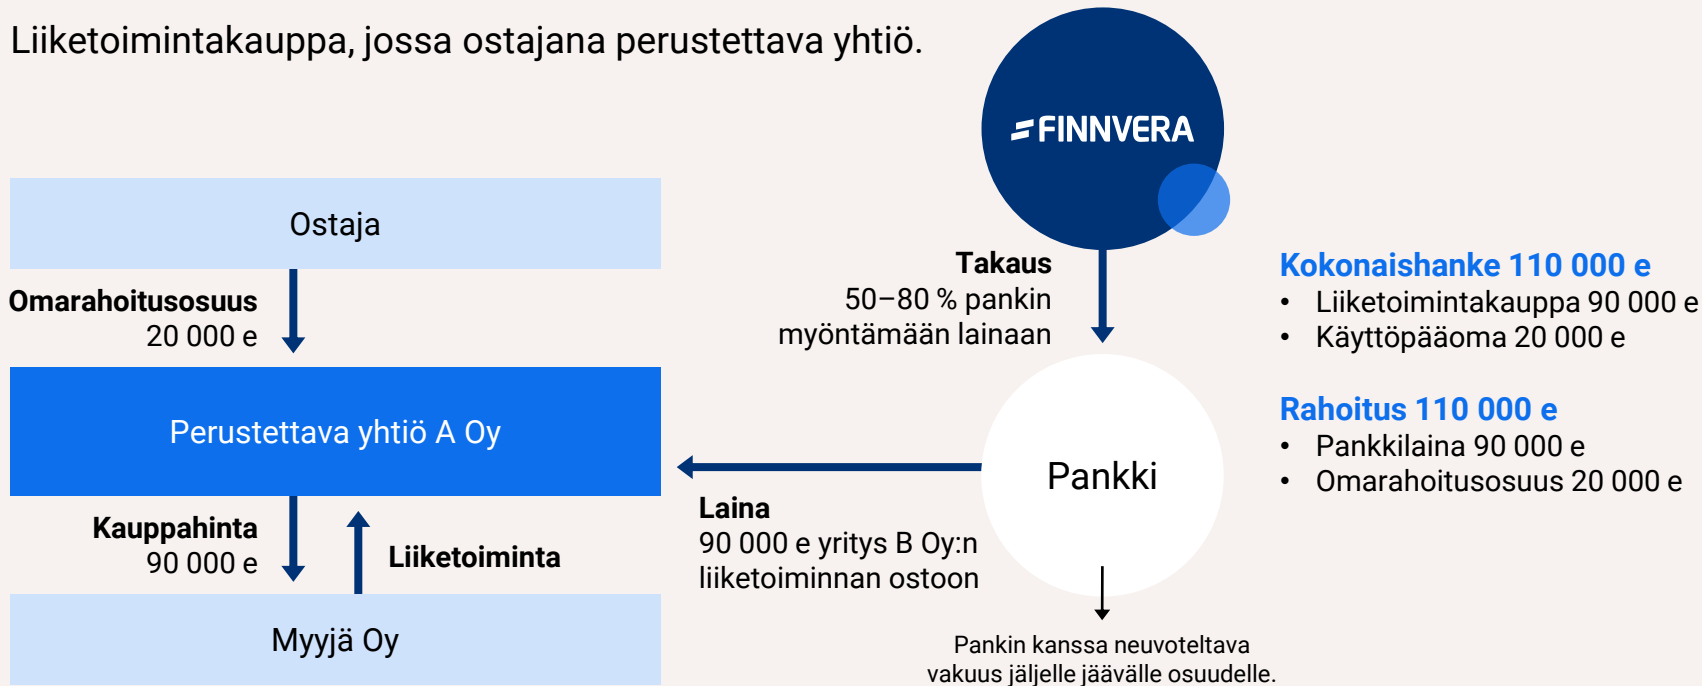 Liiketoimintakauppa, jossa ostajana perustettava yhtiö.
FINNVERA
Ostaja
Omarahoitusosuus
20 000 e
Perustettava yhtiö A Oy
Kauppahinta
90 000 e
Liiketoiminta
Myyjä Oy
Takaus
50–80 % pankin
myöntämään lainaan
Pankki
Laina
90 000 e yritys B Oy:n
liiketoiminnan ostoon
Pankin kanssa neuvoteltava
vakuus jäljelle jäävälle osuudelle.
Kokonaishanke 110 000 e
• Liiketoimintakauppa 90 000 e
• Käyttöpääoma 20 000 e
Rahoitus 110 000 e
• Pankkilaina 90 000 e
• Omarahoitusosuus 20 000 e